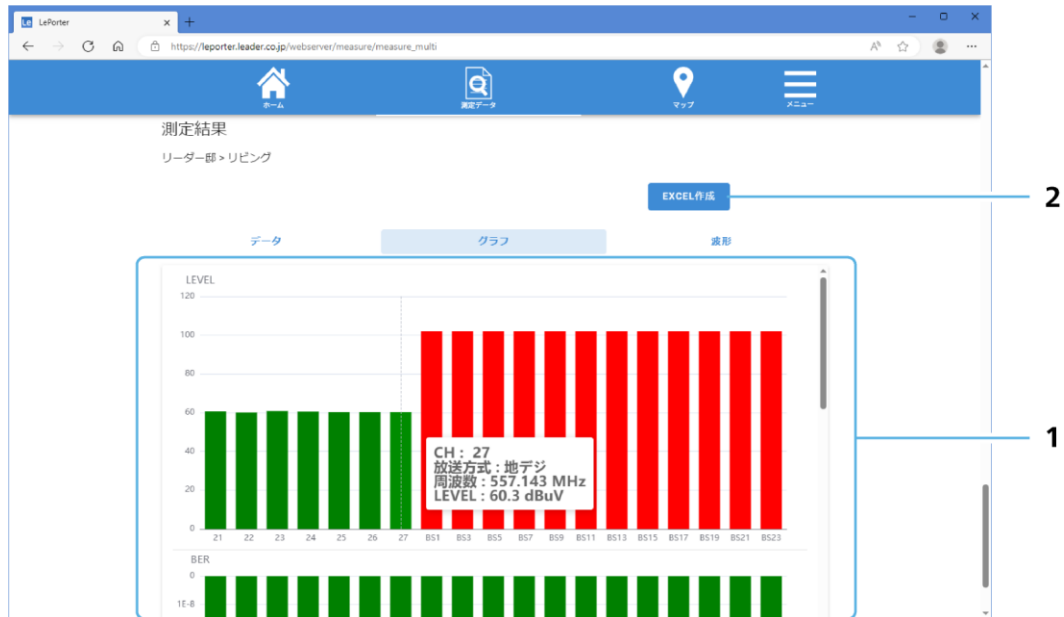 LePorter
https://leporter.leader.co.jp/webserver/measure/measure_multi
ホーム
測定データ
マップ
メニュー
測定結果
リーダー邸 > リビング
EXCEL作成
2
データ
グラフ
波形
LEVEL
120
100
80
60
40
20
0
CH : 27
放送方式 : 地デジ
周波数 : 557.143 MHz
LEVEL : 60.3 dBuV
1
21 22 23 24 25 26 27 BS1 BS3 BS5 BS7 BS9 BS11 BS13 BS15 BS17 BS19 BS21 BS23
BER
0
1E-8